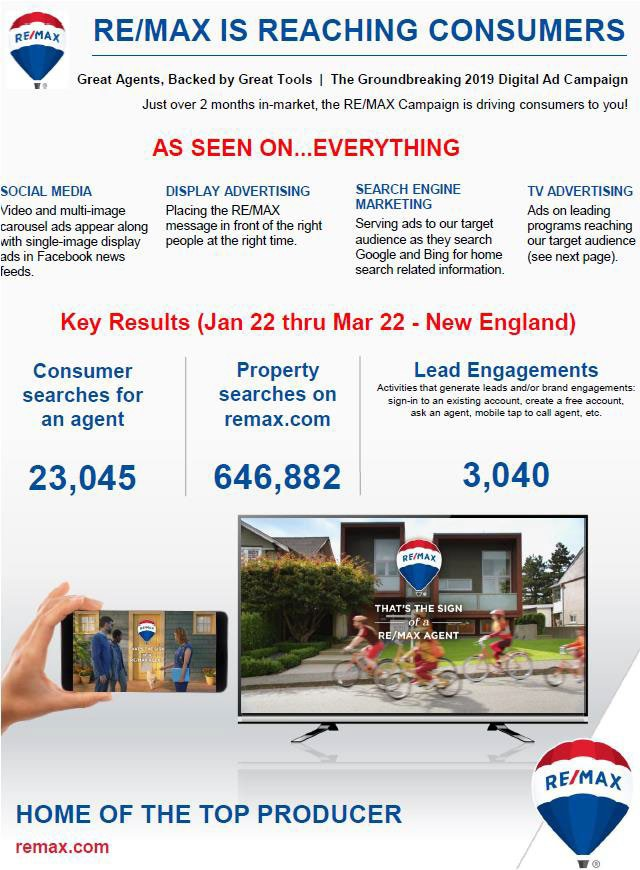 RE/MAX
RE/MAX IS REACHING CONSUMERS
Great Agents, Backed by Great Tools | The Groundbreaking 2019 Digital Ad Campaign
Just over 2 months in-market, the RE/MAX Campaign is driving consumers to you!
AS SEEN ON...EVERYTHING
SOCIAL MEDIA
Video and multi-image
carousel ads appear along
with single-image display
ads in Facebook news
feeds.
DISPLAY ADVERTISING
Placing the RE/MAX
message in front of the right
people at the right time.
SEARCH ENGINE
MARKETING
Serving ads to our target
audience as they search
Google and Bing for home
search related information.
TV ADVERTISING
Ads on leading
programs reaching
our target audience
(see next page).
Key Results (Jan 22 thru Mar 22 - New England)
Consumer
searches for
an agent
23,045
Property
searches on
remax.com
646,882
Lead Engagements
Activities that generate leads and/or brand engagements:
sign-in to an existing account, create a free account,
ask an agent, mobile tap to call agent, etc.
3,040
RE/MAX
THAT'S THE SIGN
of a
RE/MAX AGENT
RE/MAX
THAT'S THE SIGN
of a
RE/MAX AGENT
HOME OF THE TOP PRODUCER
remax.com
RE/MAX
®